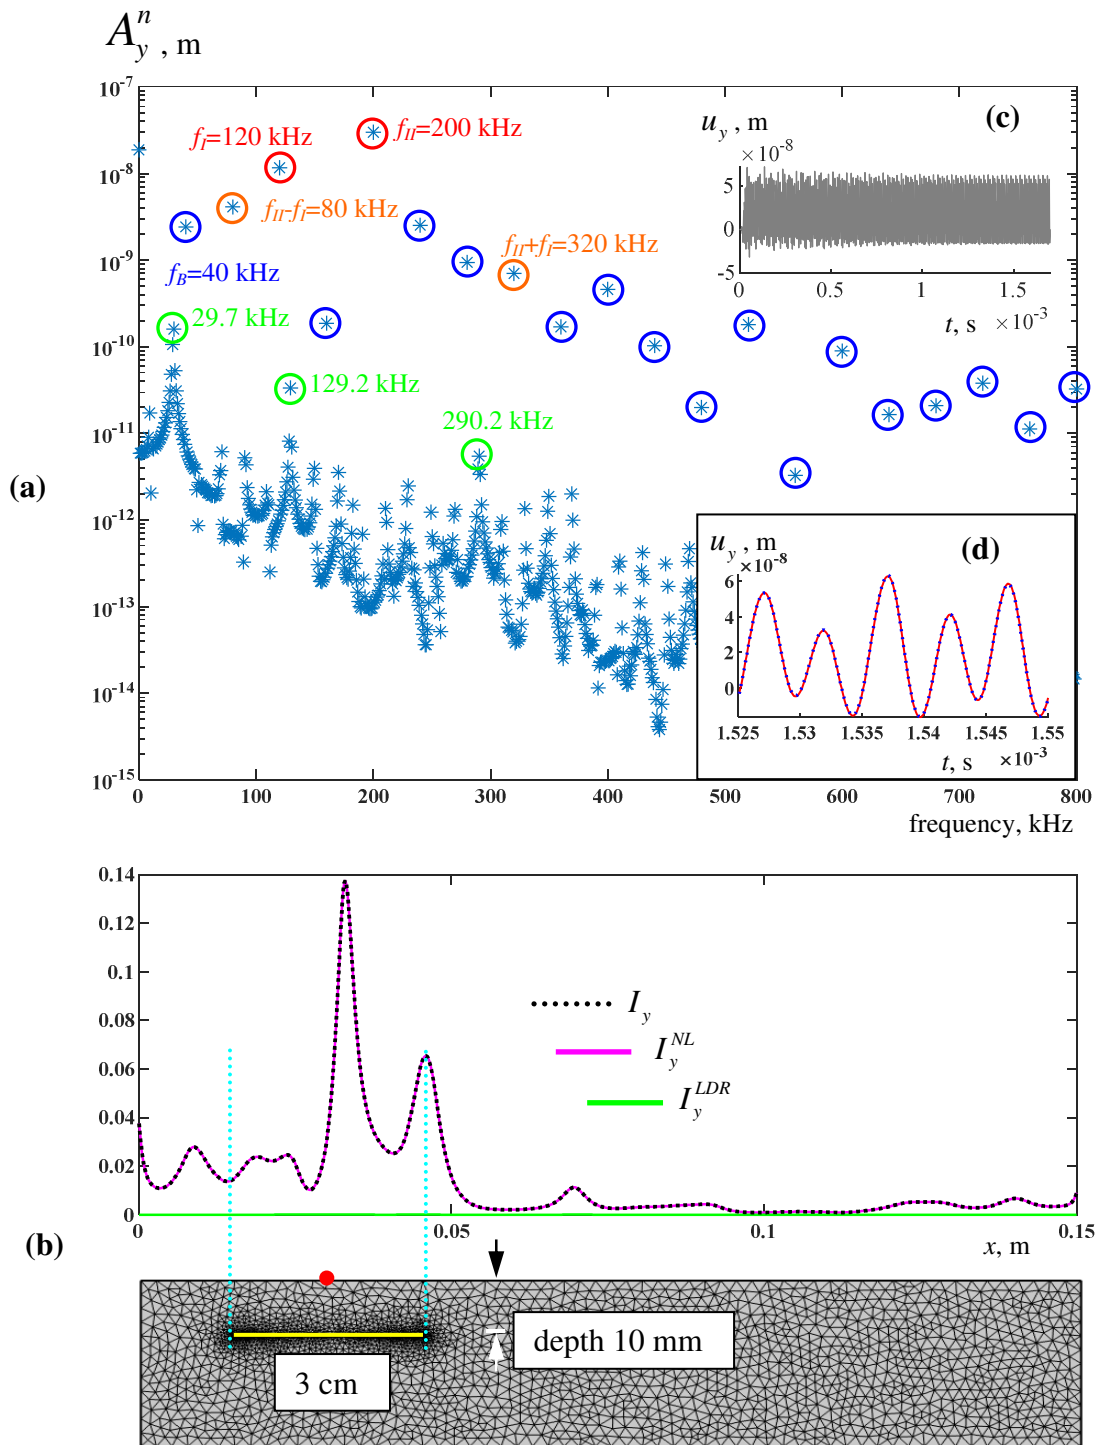 A_y^n , m
10^-7
10^-8
10^-9
10^-10
10^-11
10^-12
10^-13
10^-14
10^-15
(a)
f_I=120 kHz
f_II=200 kHz
f_II-f_I=80 kHz
f_II+f_I=320 kHz
f_B=40 kHz
29.7 kHz
129.2 kHz
290.2 kHz
u_y , m
(c)
×10^-8
5
0
-5
0 0.5 1 1.5
t, s ×10^-3
u_y , m
(d)
×10^-8
6
4
2
0
1.525 1.53 1.535 1.54 1.545 1.55
t, s ×10^-3
0 100 200 300 400 500 600 700 800
frequency, kHz
0.14
0.12
0.1
0.08
0.06
0.04
0.02
0
I_y
I_y^NL
I_y^LDR
0 0.05 0.1 0.15
x, m
(b)
depth 10 mm
3 cm